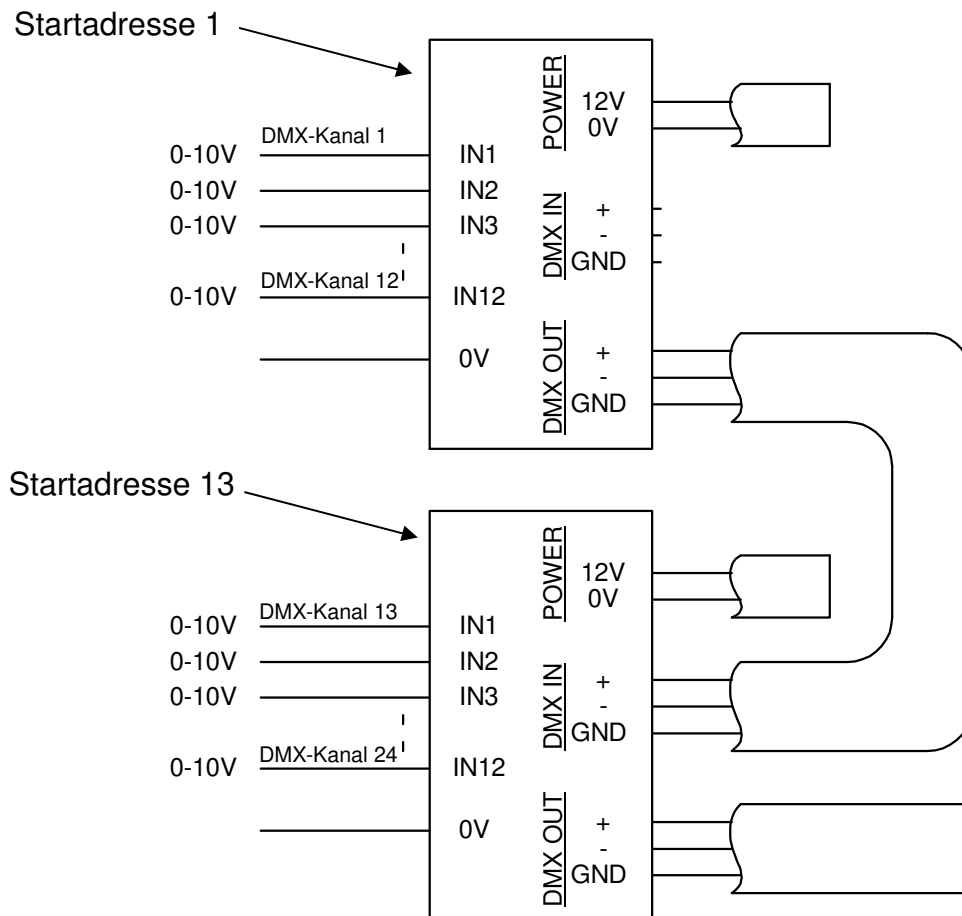 Startadresse 1
POWER
12V
0V
0-10V DMX-Kanal 1 IN1
0-10V IN2
0-10V IN3
DMX IN
+
-
GND
0-10V DMX-Kanal 12 IN12
0V
DMX OUT
+
-
GND
Startadresse 13
POWER
12V
0V
0-10V DMX-Kanal 13 IN1
0-10V IN2
0-10V IN3
DMX IN
+
-
GND
0-10V DMX-Kanal 24 IN12
0V
DMX OUT
+
-
GND